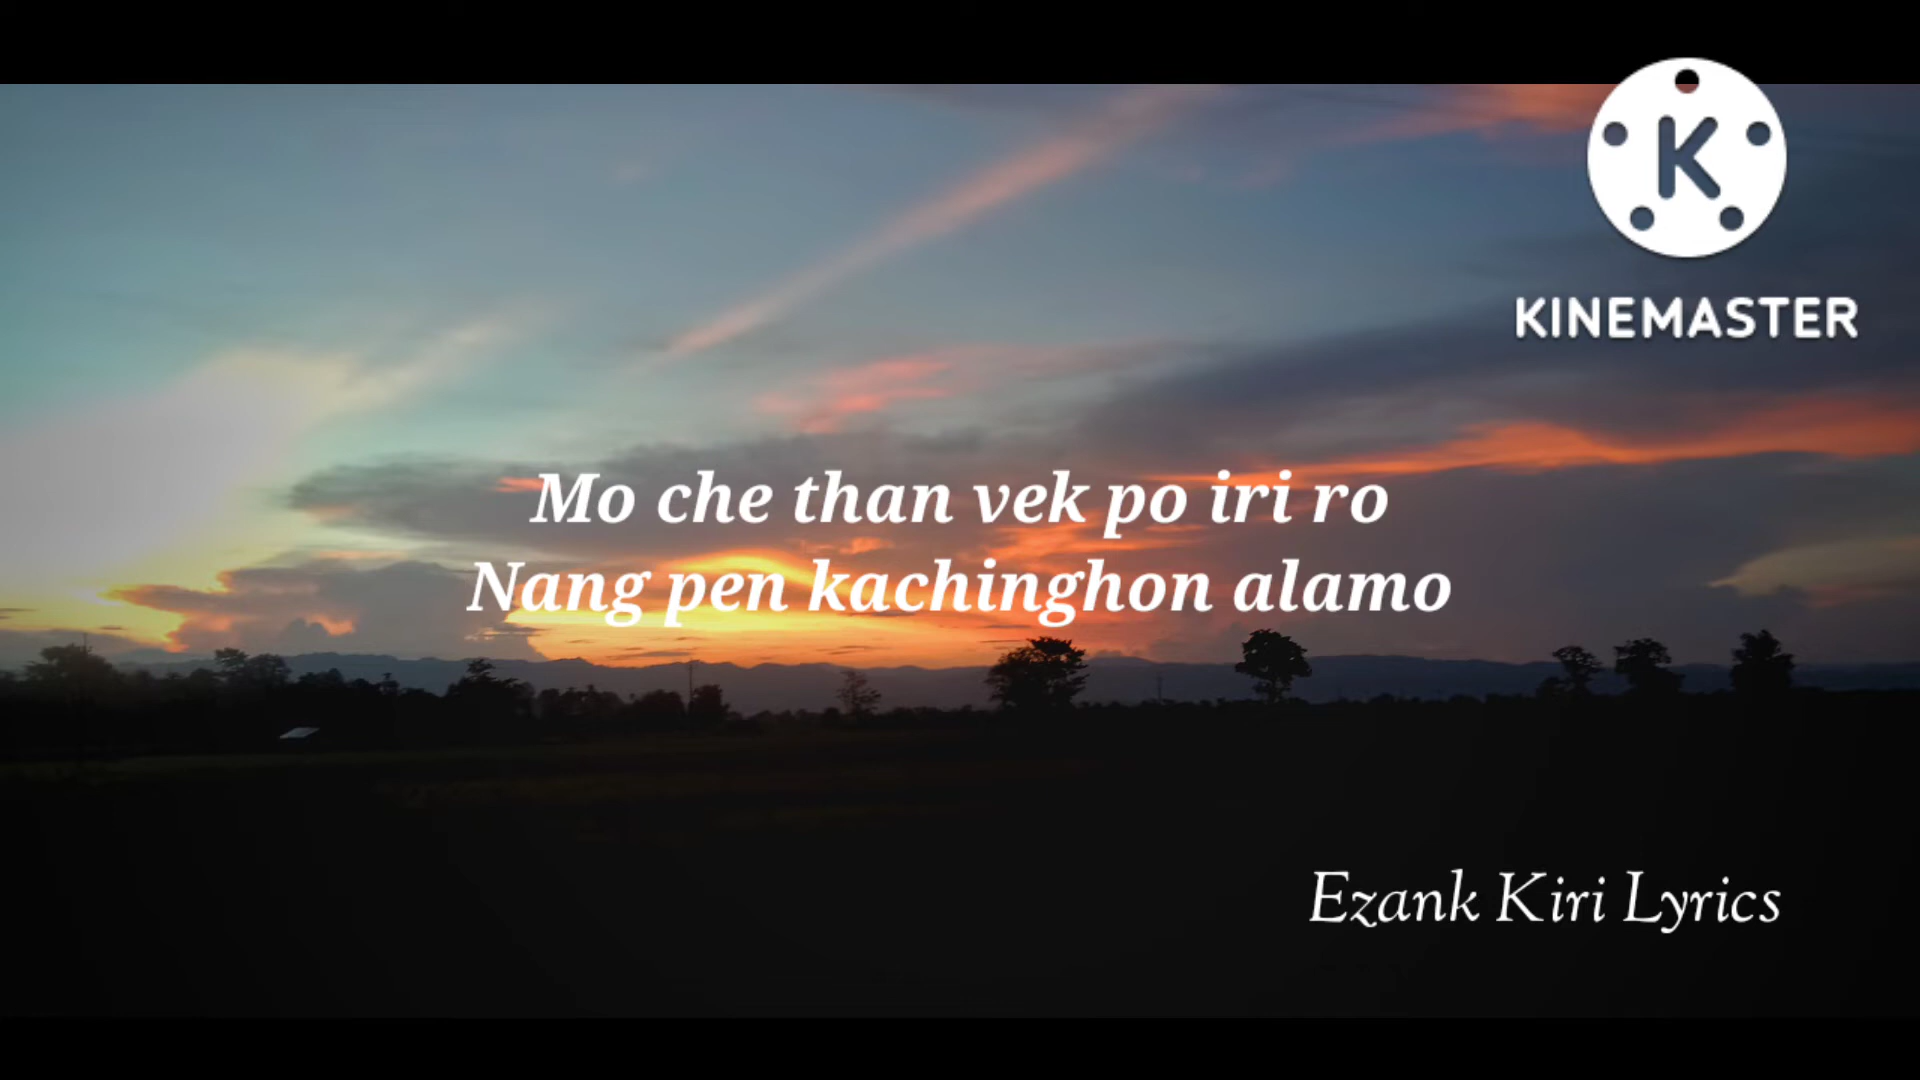 K
KINEMASTER
Mo che than vek po iri ro
Nang pen kachinghon alamo
Ezank Kiri Lyrics